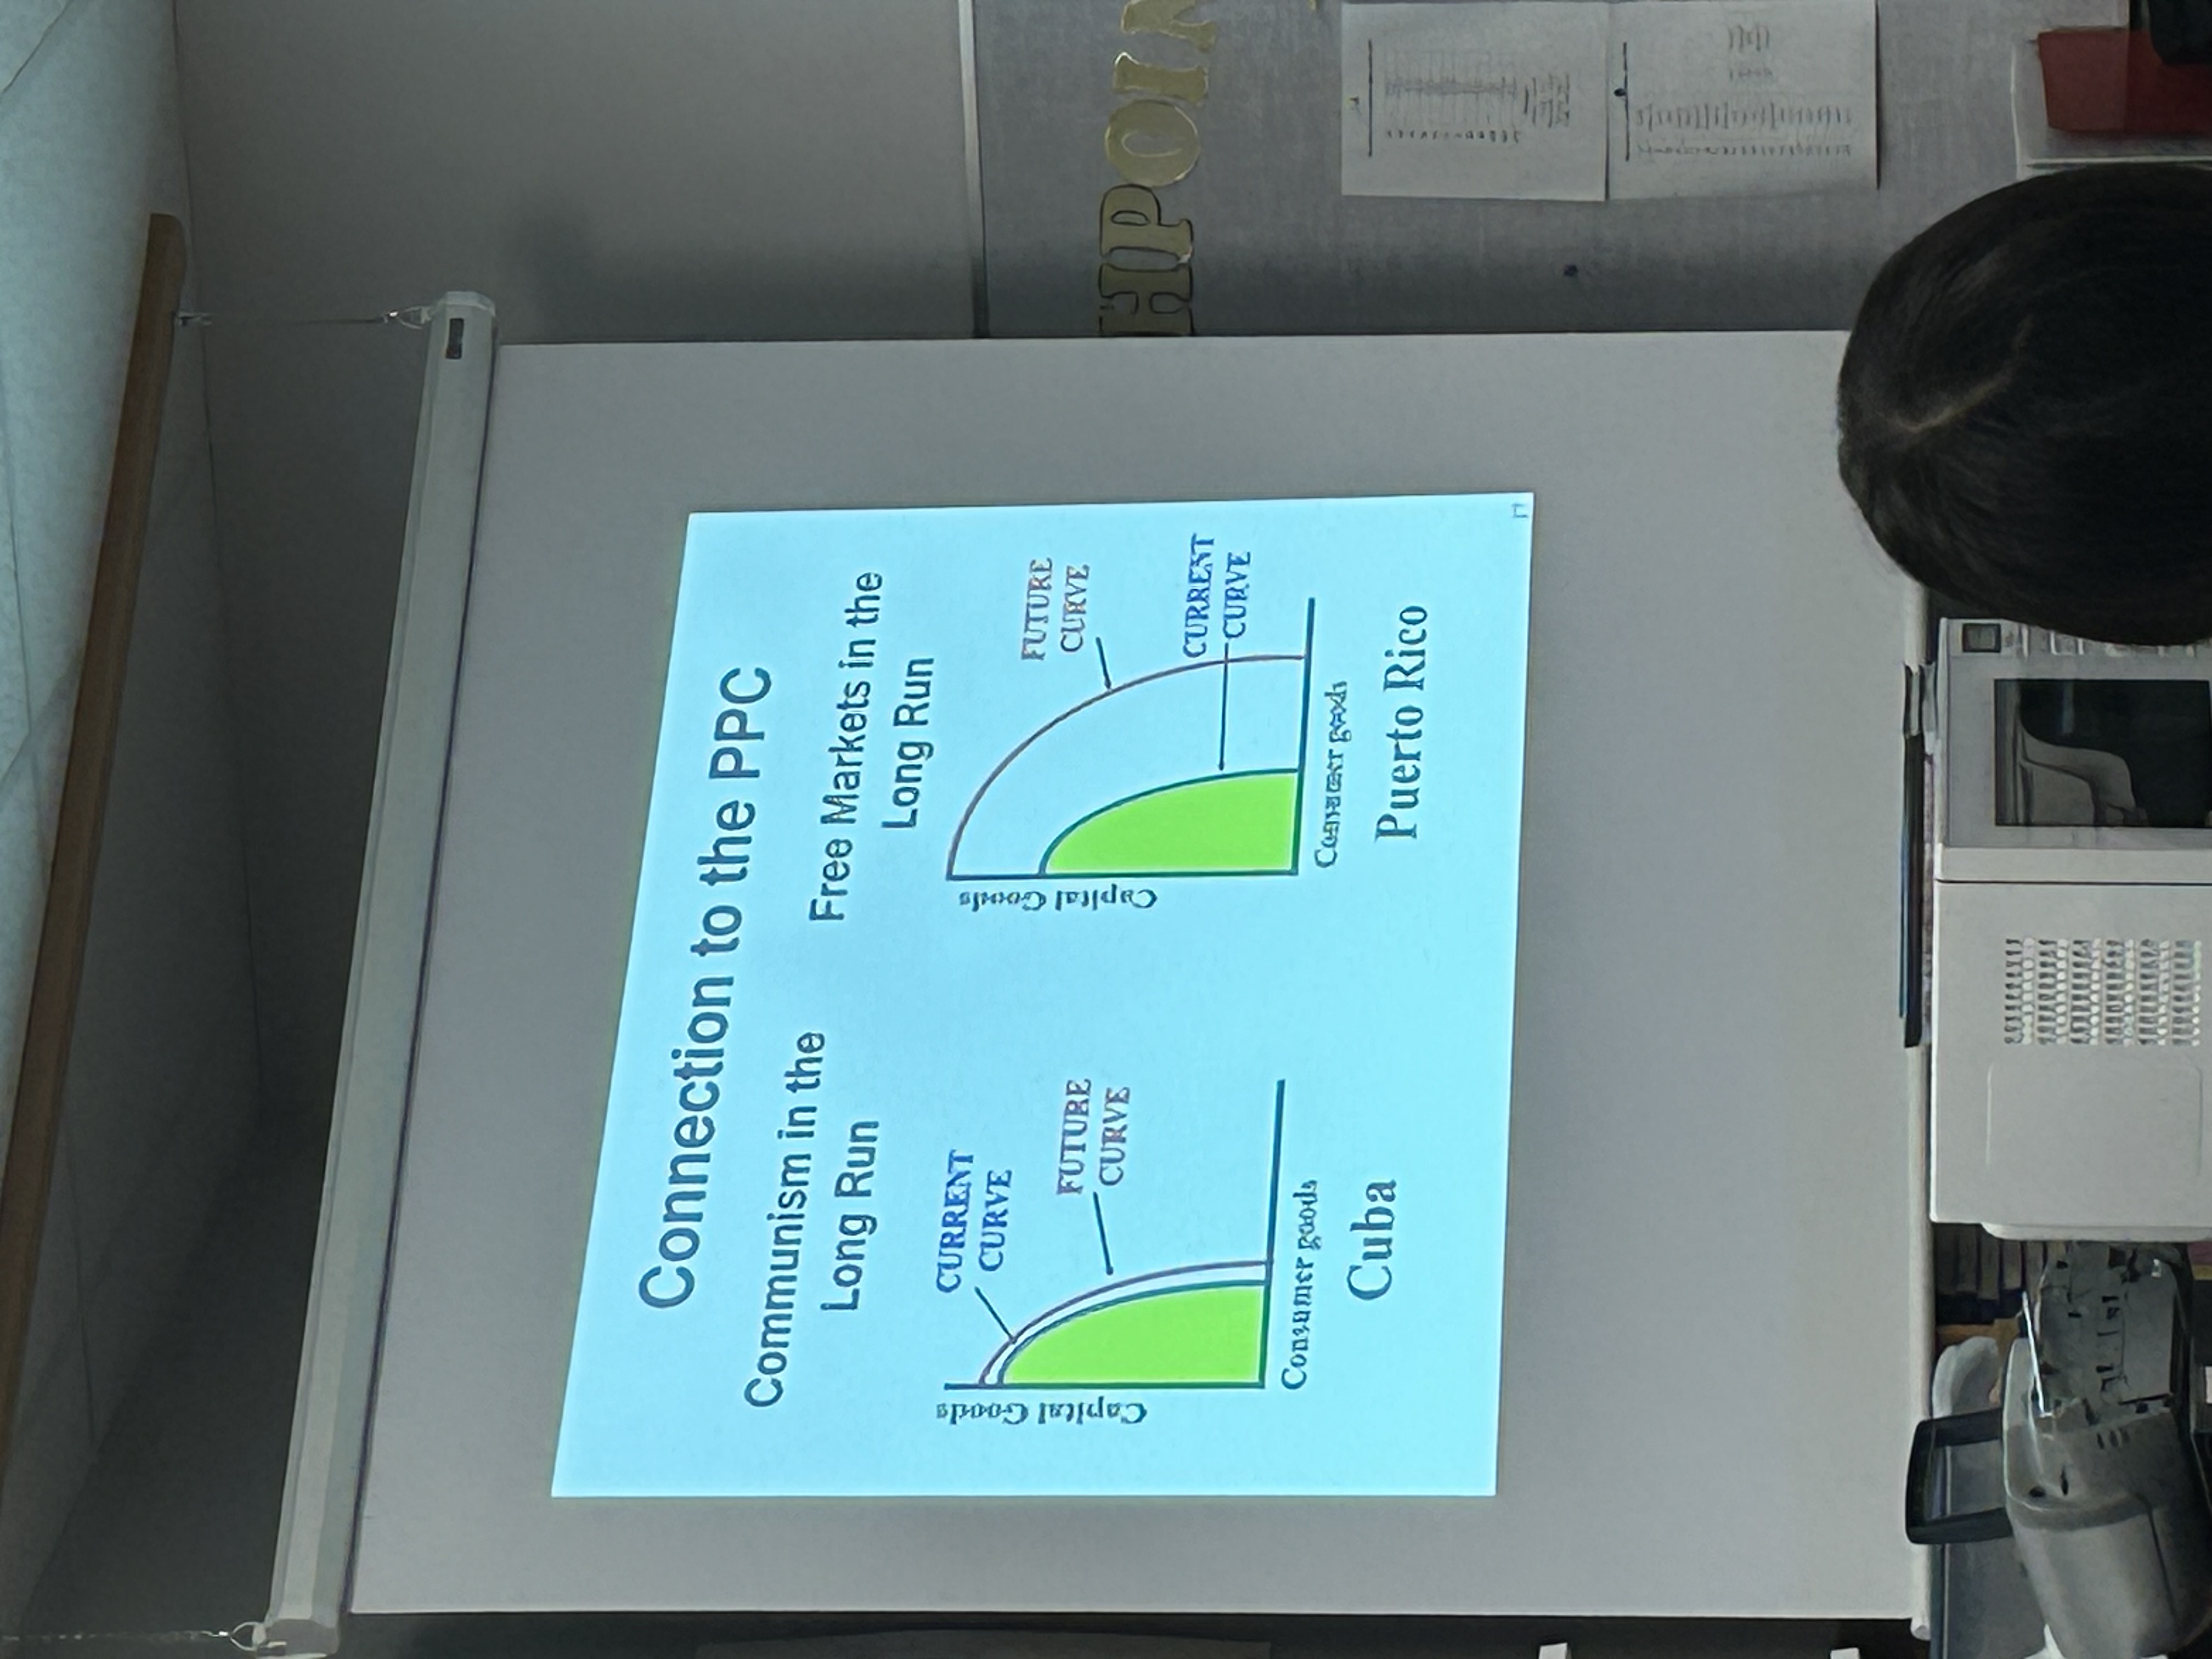 Connection to the PPC
Communism in the
Long Run
Capital Goods
CURRENT
CURVE
FUTURE
CURVE
Consumer goods
Cuba
Free Markets in the
Long Run
Capital Goods
FUTURE
CURVE
CURRENT
CURVE
Consumer goods
Puerto Rico
HPOIN